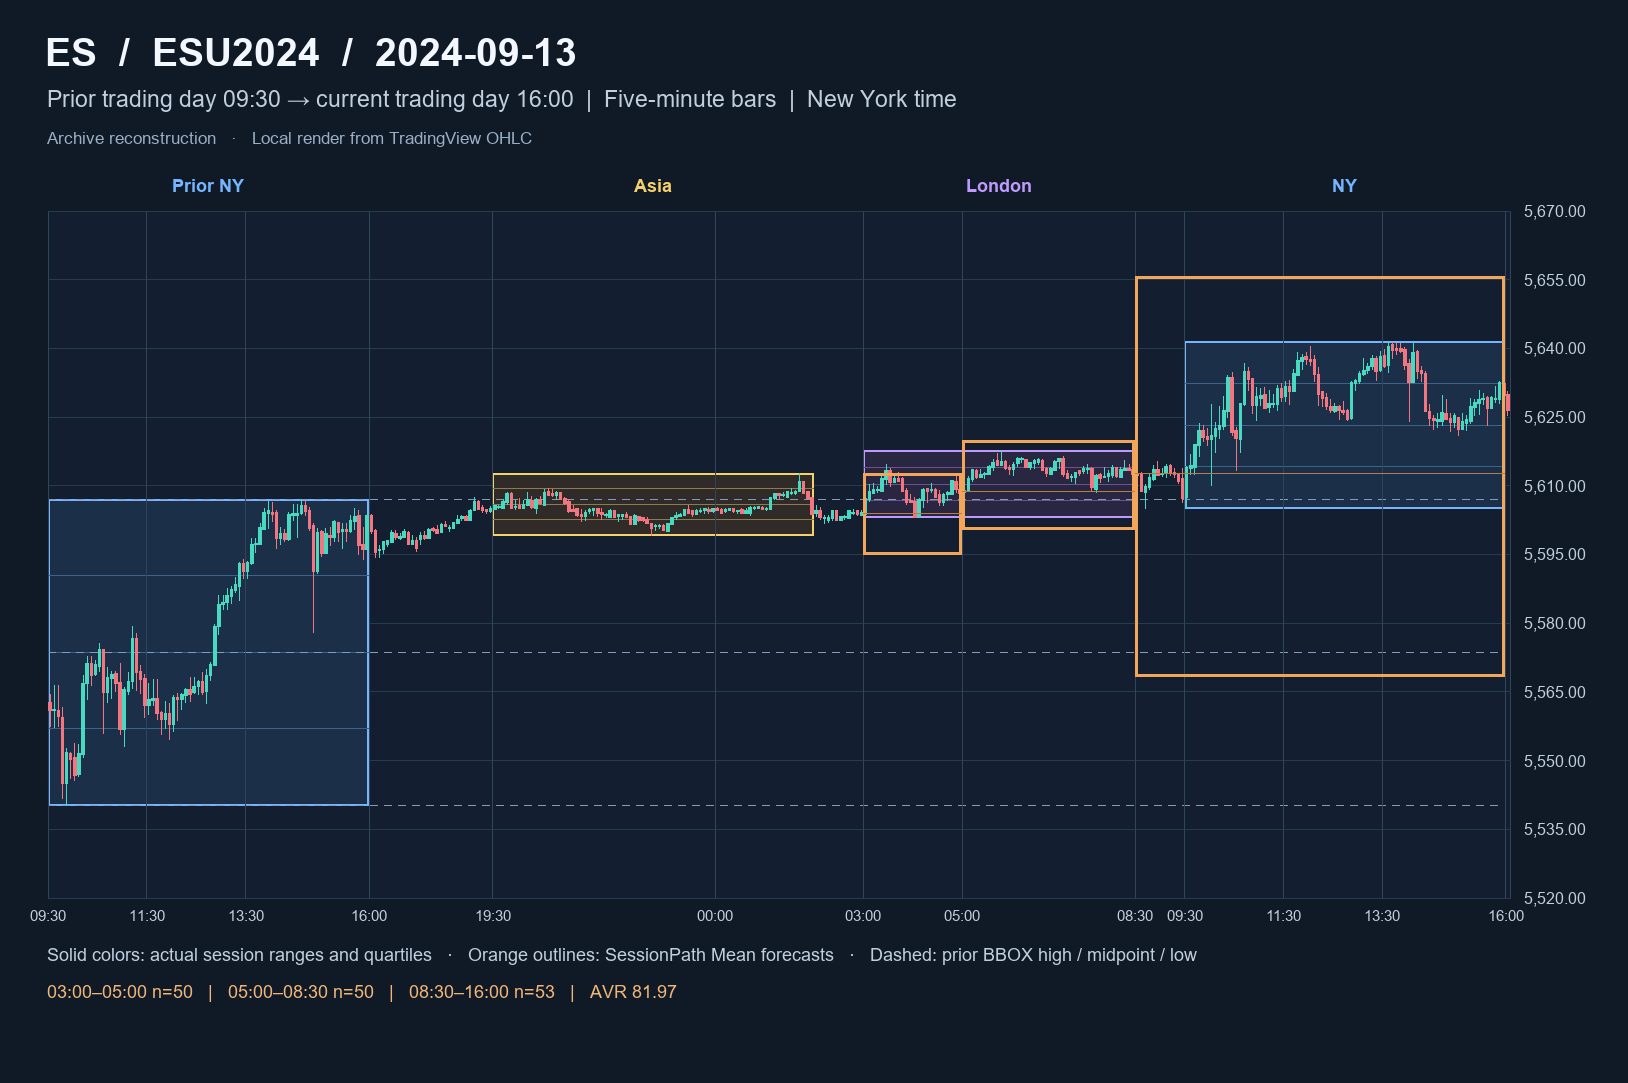 ES / ESU2024 / 2024-09-13
Prior trading day 09:30 → current trading day 16:00 | Five-minute bars | New York time
Archive reconstruction · Local render from TradingView OHLC
Prior NY Asia London NY
5,670.00
5,655.00
5,640.00
5,625.00
5,610.00
5,595.00
5,580.00
5,565.00
5,550.00
5,535.00
5,520.00
09:30 11:30 13:30 16:00 19:30 00:00 03:00 05:00 08:30 09:30 11:30 13:30 16:00
Solid colors: actual session ranges and quartiles · Orange outlines: SessionPath Mean forecasts · Dashed: prior BBOX high / midpoint / low
03:00–05:00 n=50 | 05:00–08:30 n=50 | 08:30–16:00 n=53 | AVR 81.97